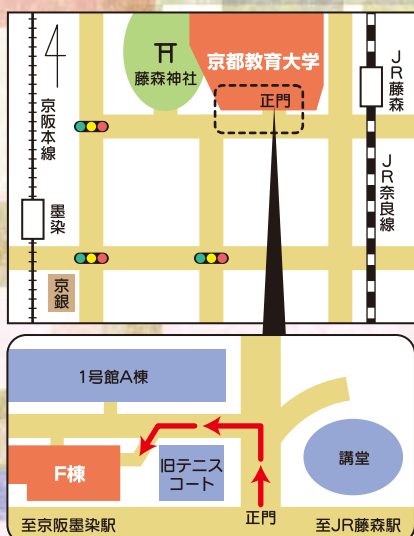 藤森神社
京都教育大学
正門
JR藤森
京阪本線
JR奈良線
墨染
京銀
1号館A棟
F棟
旧テニス
コート
講堂
至京阪墨染駅
正門
至JR藤森駅